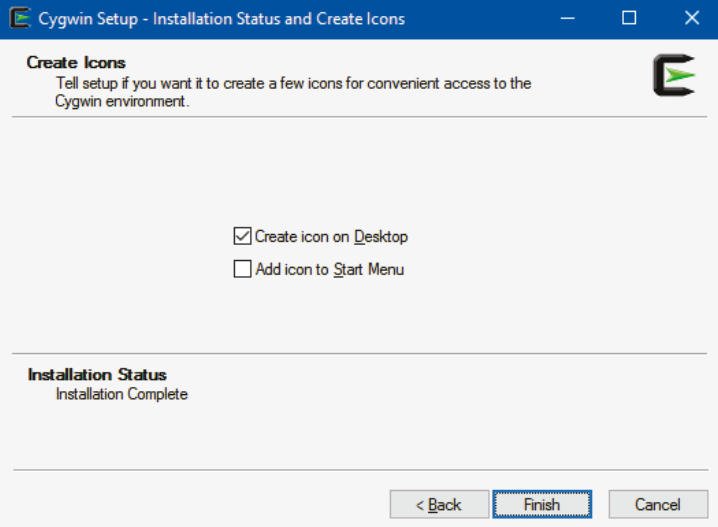 Cygwin Setup - Installation Status and Create Icons
Create Icons
Tell setup if you want it to create a few icons for convenient access to the
Cygwin environment.
Create icon on Desktop
Add icon to Start Menu
Installation Status
Installation Complete
< Back
Finish
Cancel